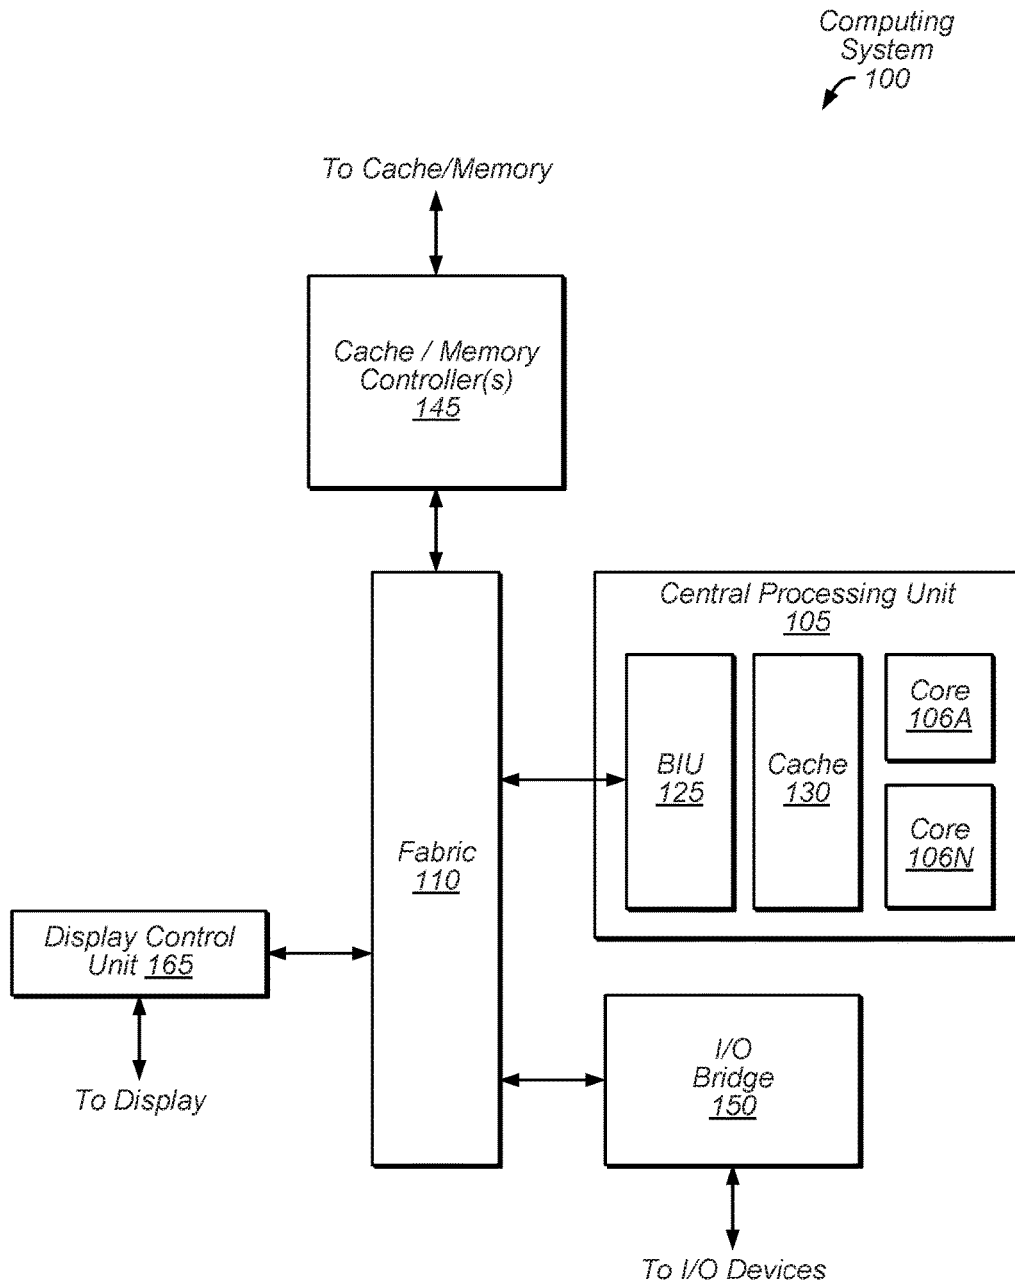 Computing
System
100
To Cache/Memory
Cache / Memory
Controller(s)
145
Central Processing Unit
105
Core
106A
BIU
125
Cache
130
Core
106N
Fabric
110
Display Control
Unit 165
To Display
I/O
Bridge
150
To I/O Devices